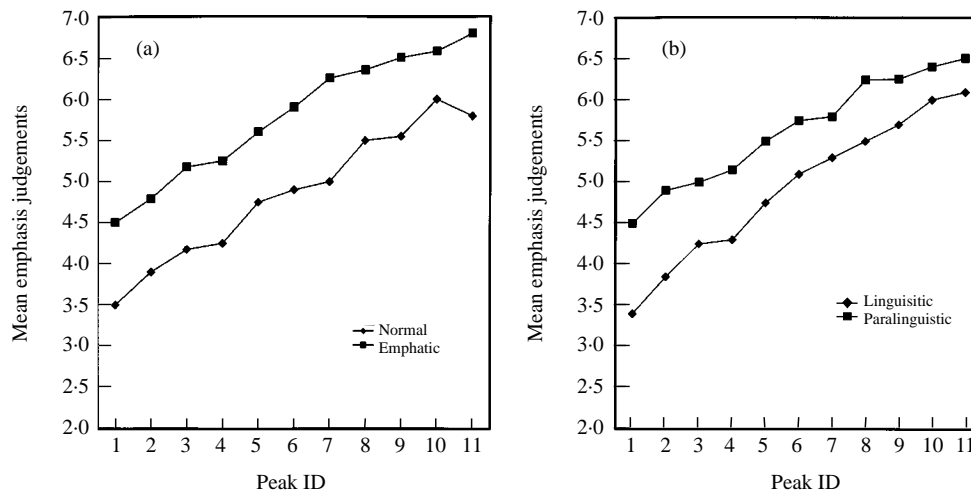 7·0
6·5
6·0
5·5
5·0
4·5
4·0
3·5
3·0
2·5
2·0
Mean emphasis judgements
(a)
Normal
Emphatic
1 2 3 4 5 6 7 8 9 10 11
Peak ID
7·0
6·5
6·0
5·5
5·0
4·5
4·0
3·5
3·0
2·5
2·0
Mean emphasis judgements
(b)
Linguisitic
Paralinguistic
1 2 3 4 5 6 7 8 9 10 11
Peak ID